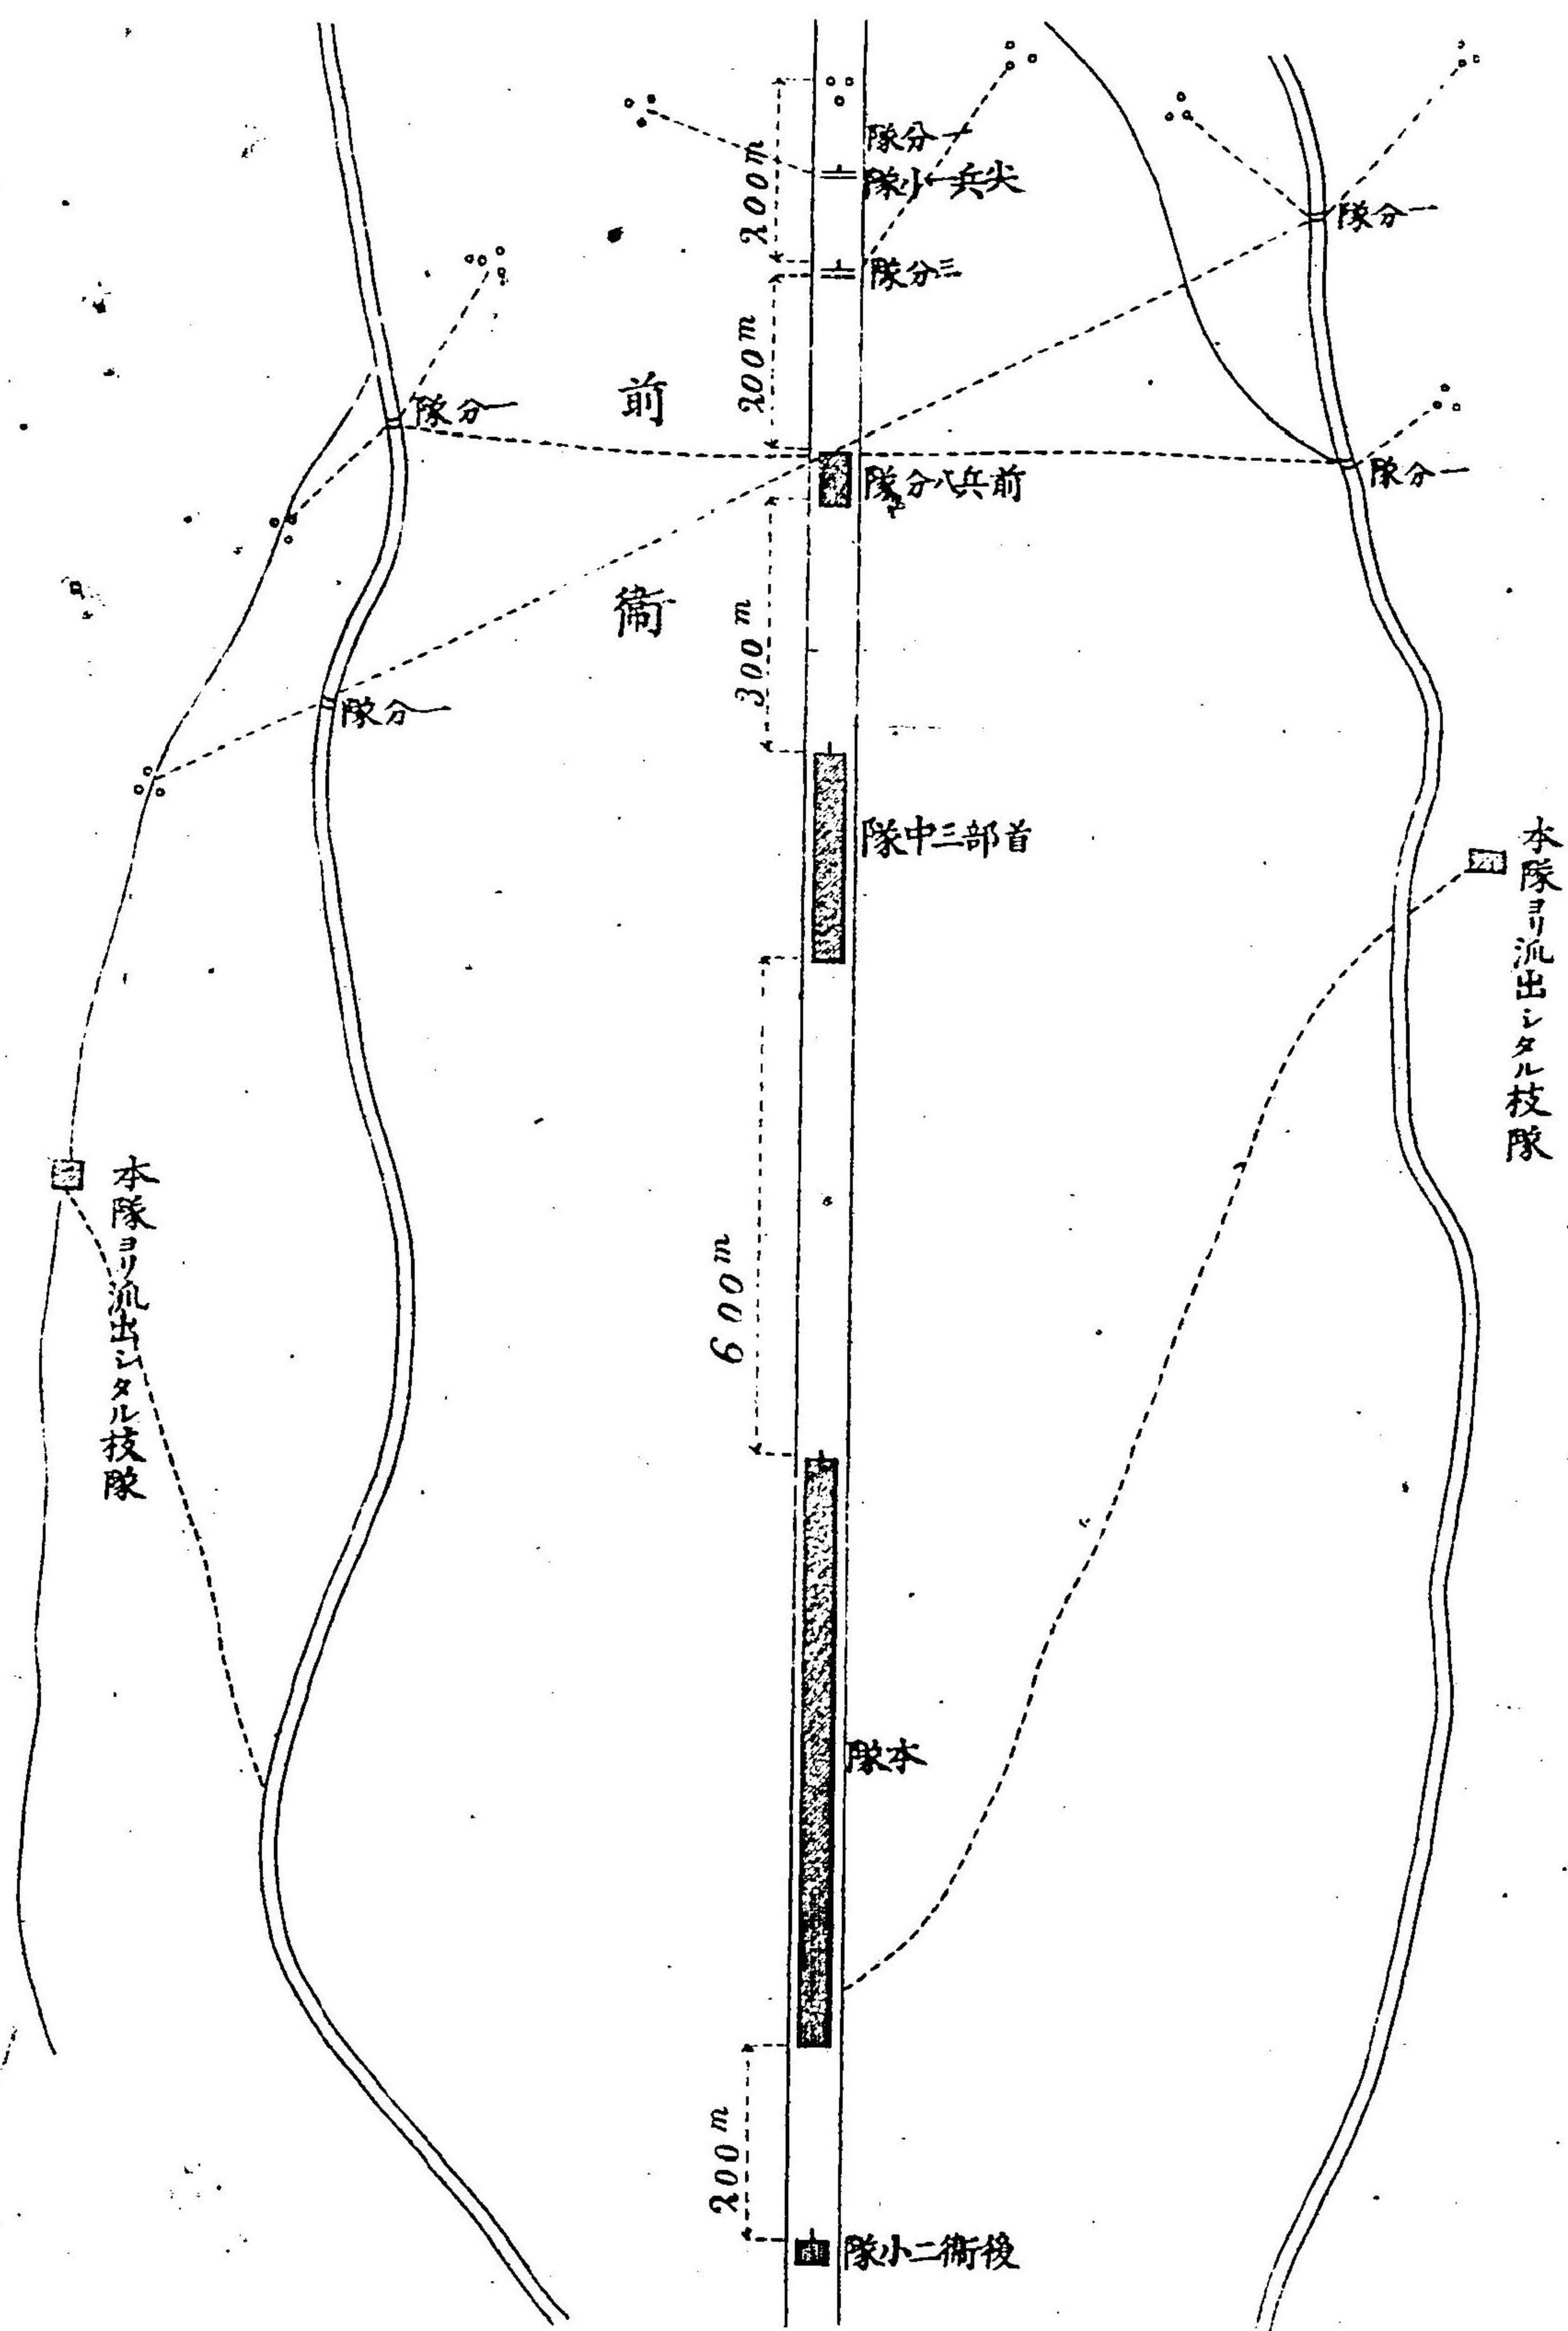 一分隊
尖兵一小隊
200m
三分隊
一分隊
一分隊
前
200m
前兵八分隊
一分隊
衞
300m
一分隊
首部三中隊
本隊ヨリ派出シタル枝隊
本隊ヨリ派出シタル枝隊
600m
本隊
200m
後衞二小隊